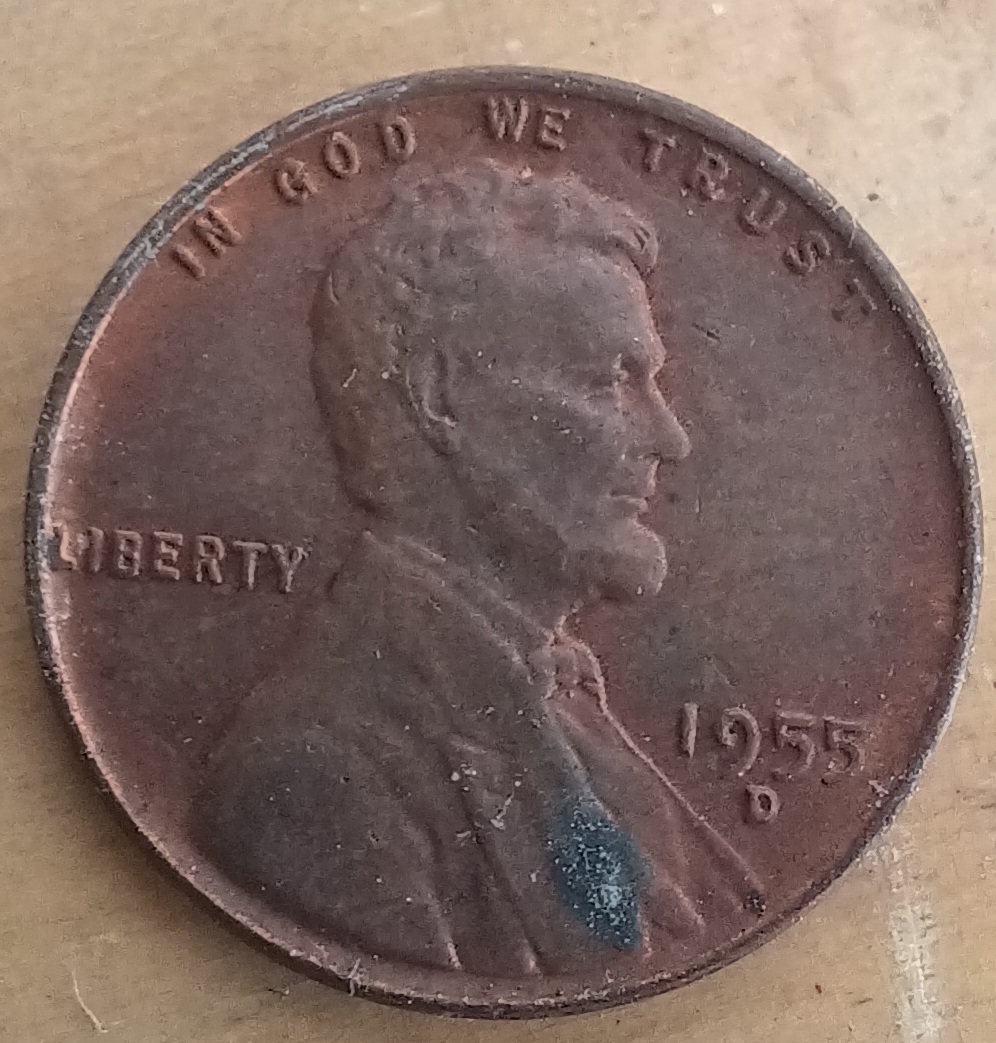 IN GOD WE TRUST
LIBERTY
1955
D